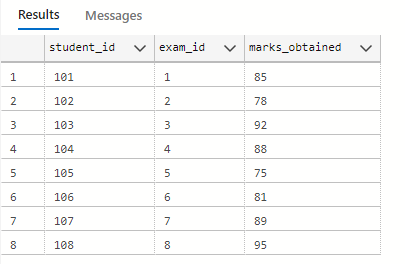 Results Messages
student_id exam_id marks_obtained
1 101 1 85
2 102 2 78
3 103 3 92
4 104 4 88
5 105 5 75
6 106 6 81
7 107 7 89
8 108 8 95